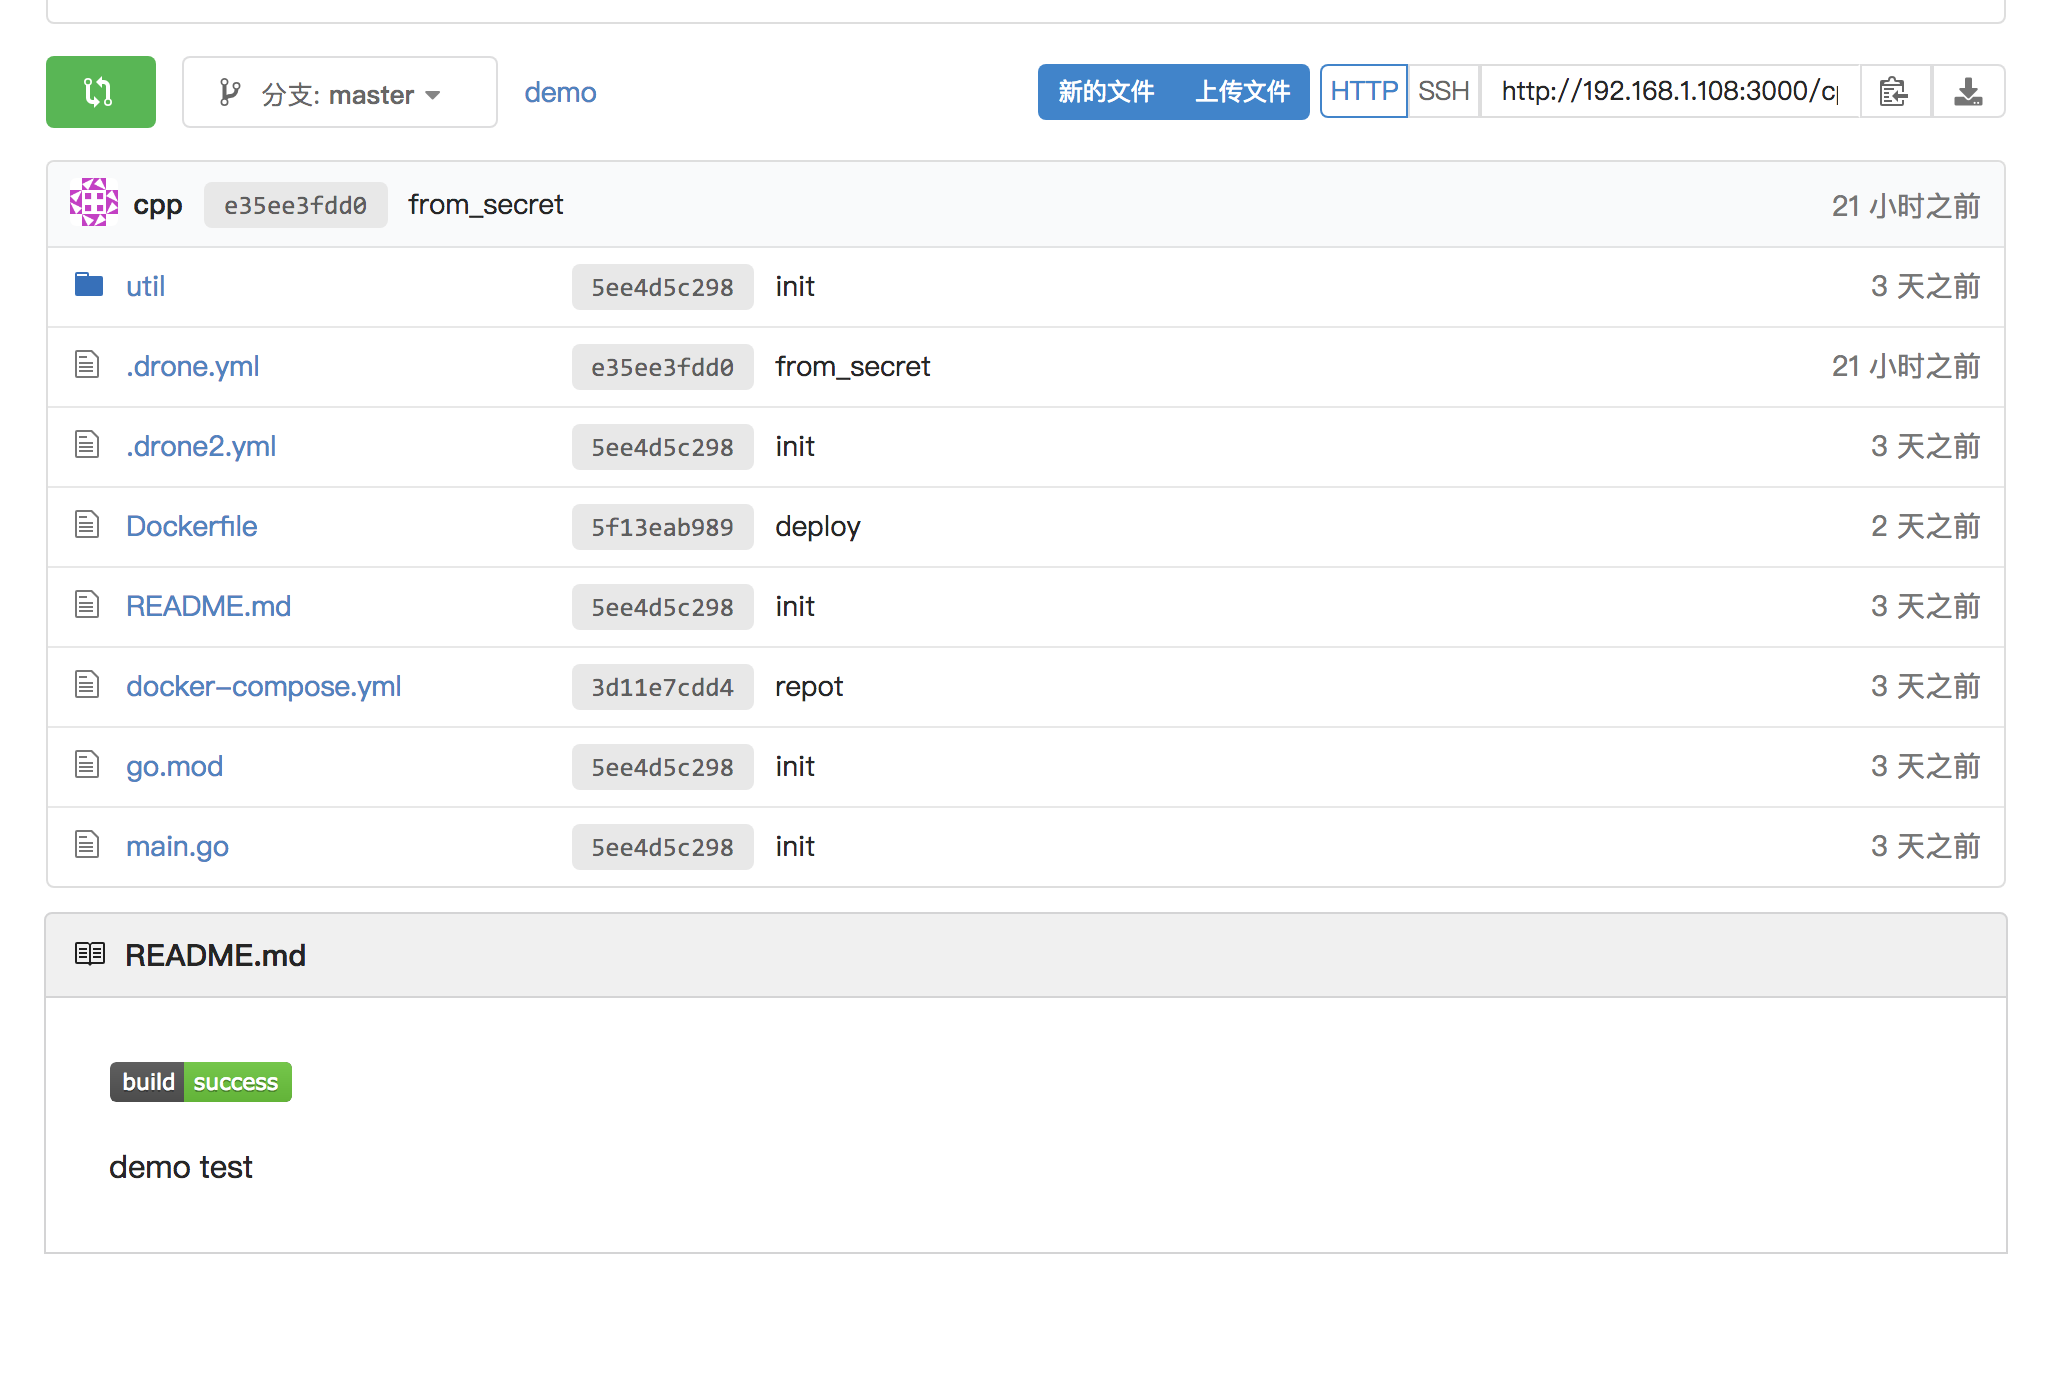 分支: master demo 新的文件 上传文件 HTTP SSH http://192.168.1.108:3000/cp
cpp e35ee3fdd0 from_secret 21 小时之前
util 5ee4d5c298 init 3 天之前
.drone.yml e35ee3fdd0 from_secret 21 小时之前
.drone2.yml 5ee4d5c298 init 3 天之前
Dockerfile 5f13eab989 deploy 2 天之前
README.md 5ee4d5c298 init 3 天之前
docker-compose.yml 3d11e7cdd4 repot 3 天之前
go.mod 5ee4d5c298 init 3 天之前
main.go 5ee4d5c298 init 3 天之前
README.md
build success
demo test